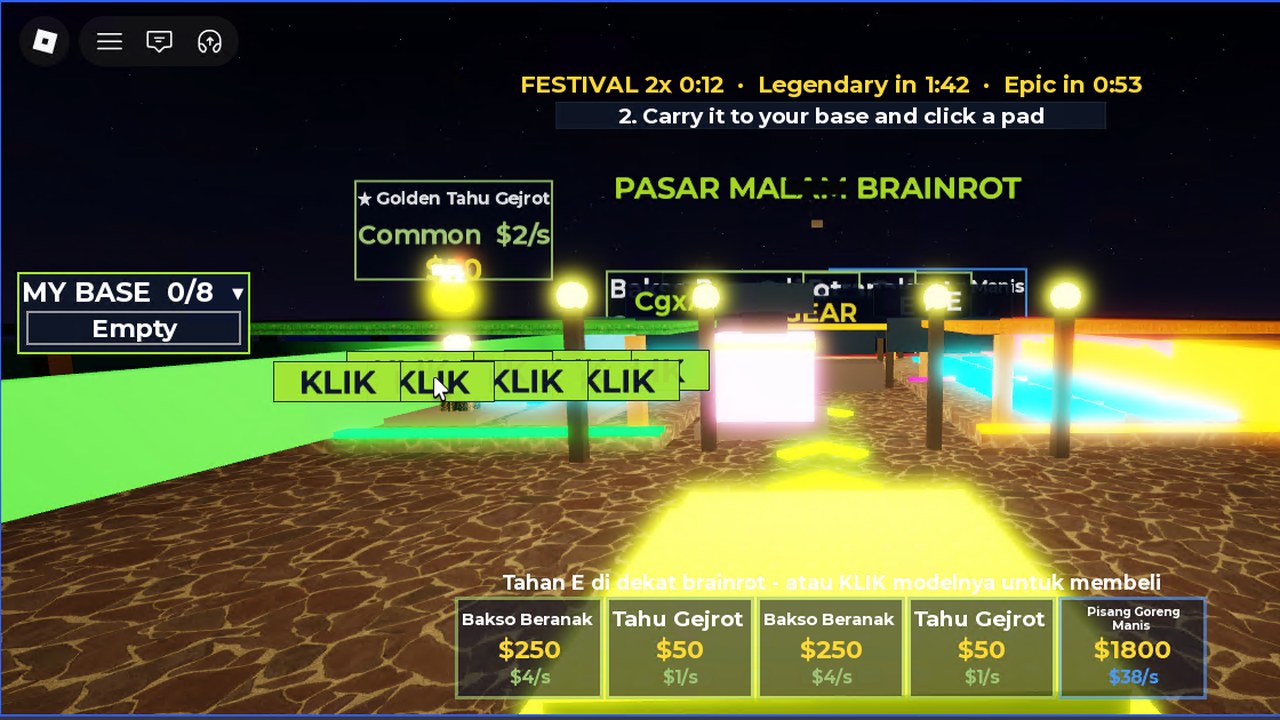 FESTIVAL 2x 0:12 · Legendary in 1:42 · Epic in 0:53
2. Carry it to your base and click a pad
PASAR MALAM BRAINROT
★ Golden Tahu Gejrot
Common $2/s
MY BASE 0/8 ▼
Empty
Manis
KLIK KLIK KLIK KLIK
Tahan E di dekat brainrot - atau KLIK modelnya untuk membeli
Bakso Beranak
$250
$4/s
Tahu Gejrot
$50
$1/s
Bakso Beranak
$250
$4/s
Tahu Gejrot
$50
$1/s
Pisang Goreng
Manis
$1800
$38/s